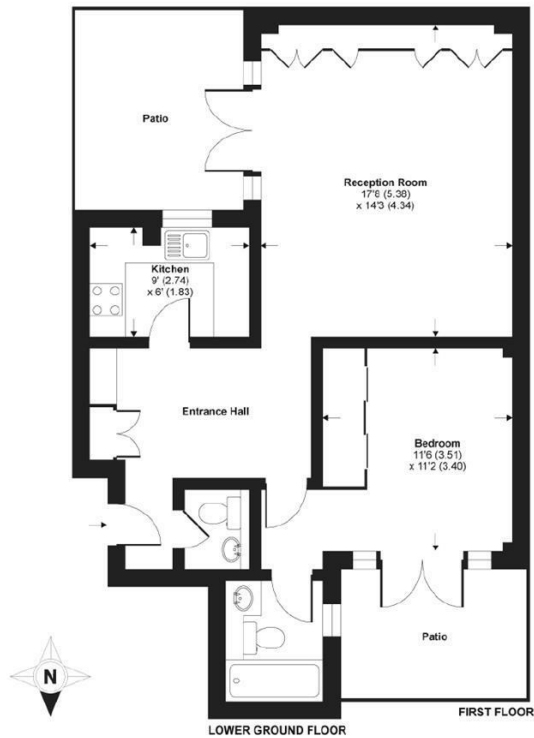 Patio
Reception Room
17'8 (5.38)
x 14'3 (4.34)
Kitchen
9' (2.74)
x 6' (1.83)
Entrance Hall
Bedroom
11'6 (3.51)
x 11'2 (3.40)
Patio
N
FIRST FLOOR
LOWER GROUND FLOOR